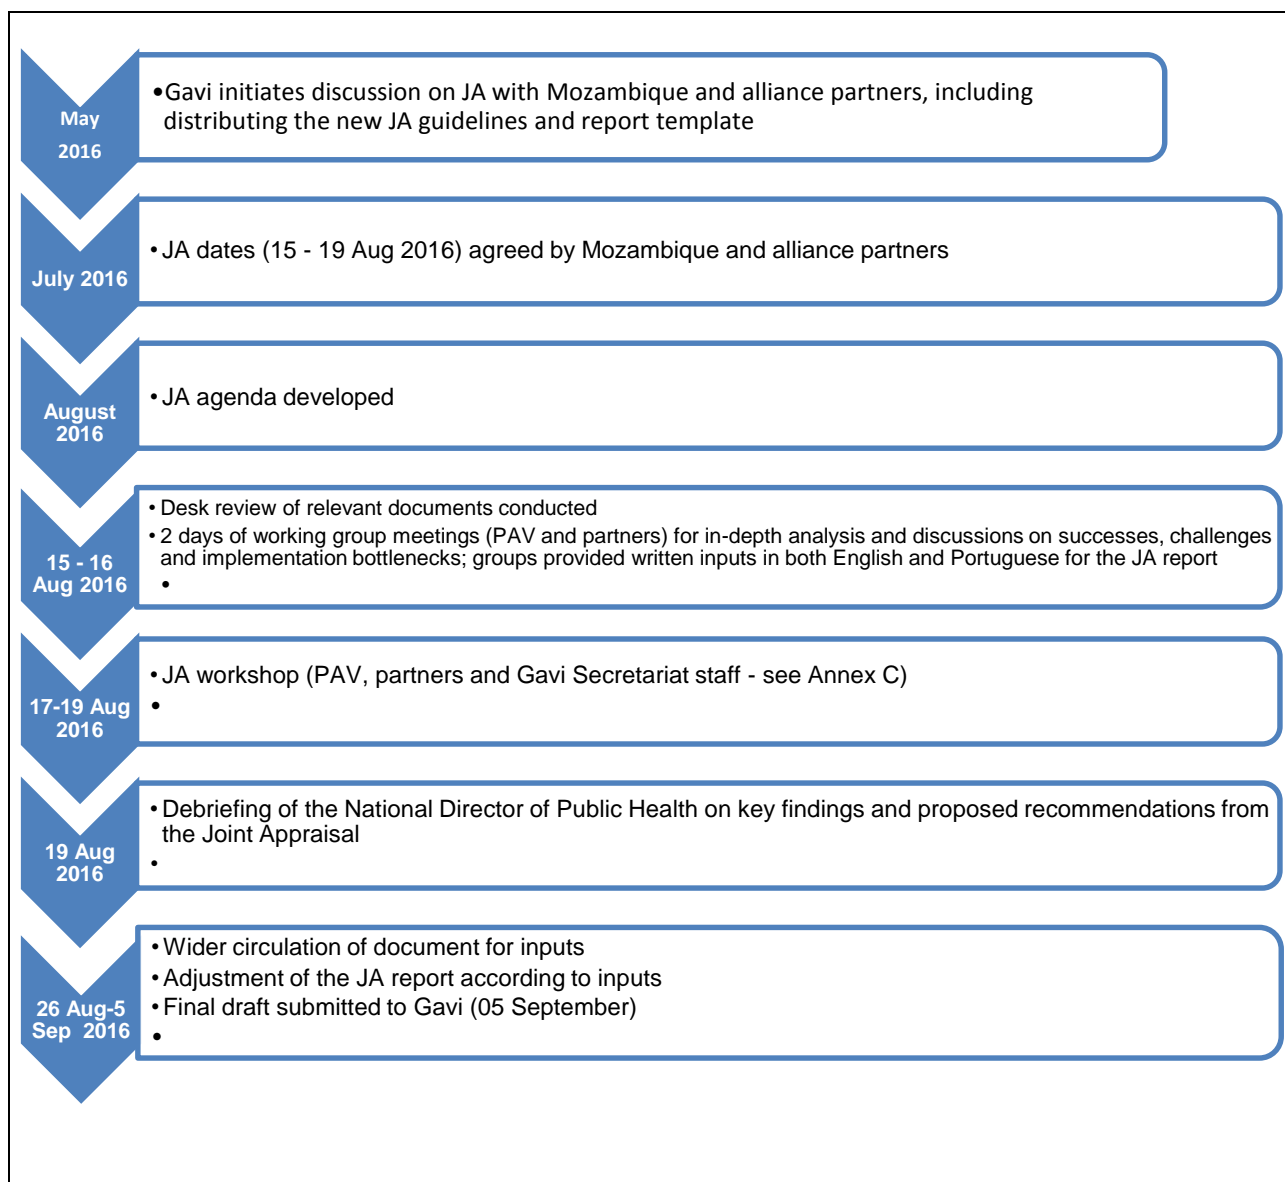 May
2016
•Gavi initiates discussion on JA with Mozambique and alliance partners, including
distributing the new JA guidelines and report template
July 2016
• JA dates (15 - 19 Aug 2016) agreed by Mozambique and alliance partners
August
2016
• JA agenda developed
15 - 16
Aug 2016
• Desk review of relevant documents conducted
• 2 days of working group meetings (PAV and partners) for in-depth analysis and discussions on successes, challenges
and implementation bottlenecks; groups provided written inputs in both English and Portuguese for the JA report
•
17-19 Aug
2016
• JA workshop (PAV, partners and Gavi Secretariat staff - see Annex C)
•
19 Aug
2016
• Debriefing of the National Director of Public Health on key findings and proposed recommendations from
the Joint Appraisal
•
26 Aug-5
Sep 2016
• Wider circulation of document for inputs
• Adjustment of the JA report according to inputs
• Final draft submitted to Gavi (05 September)
•